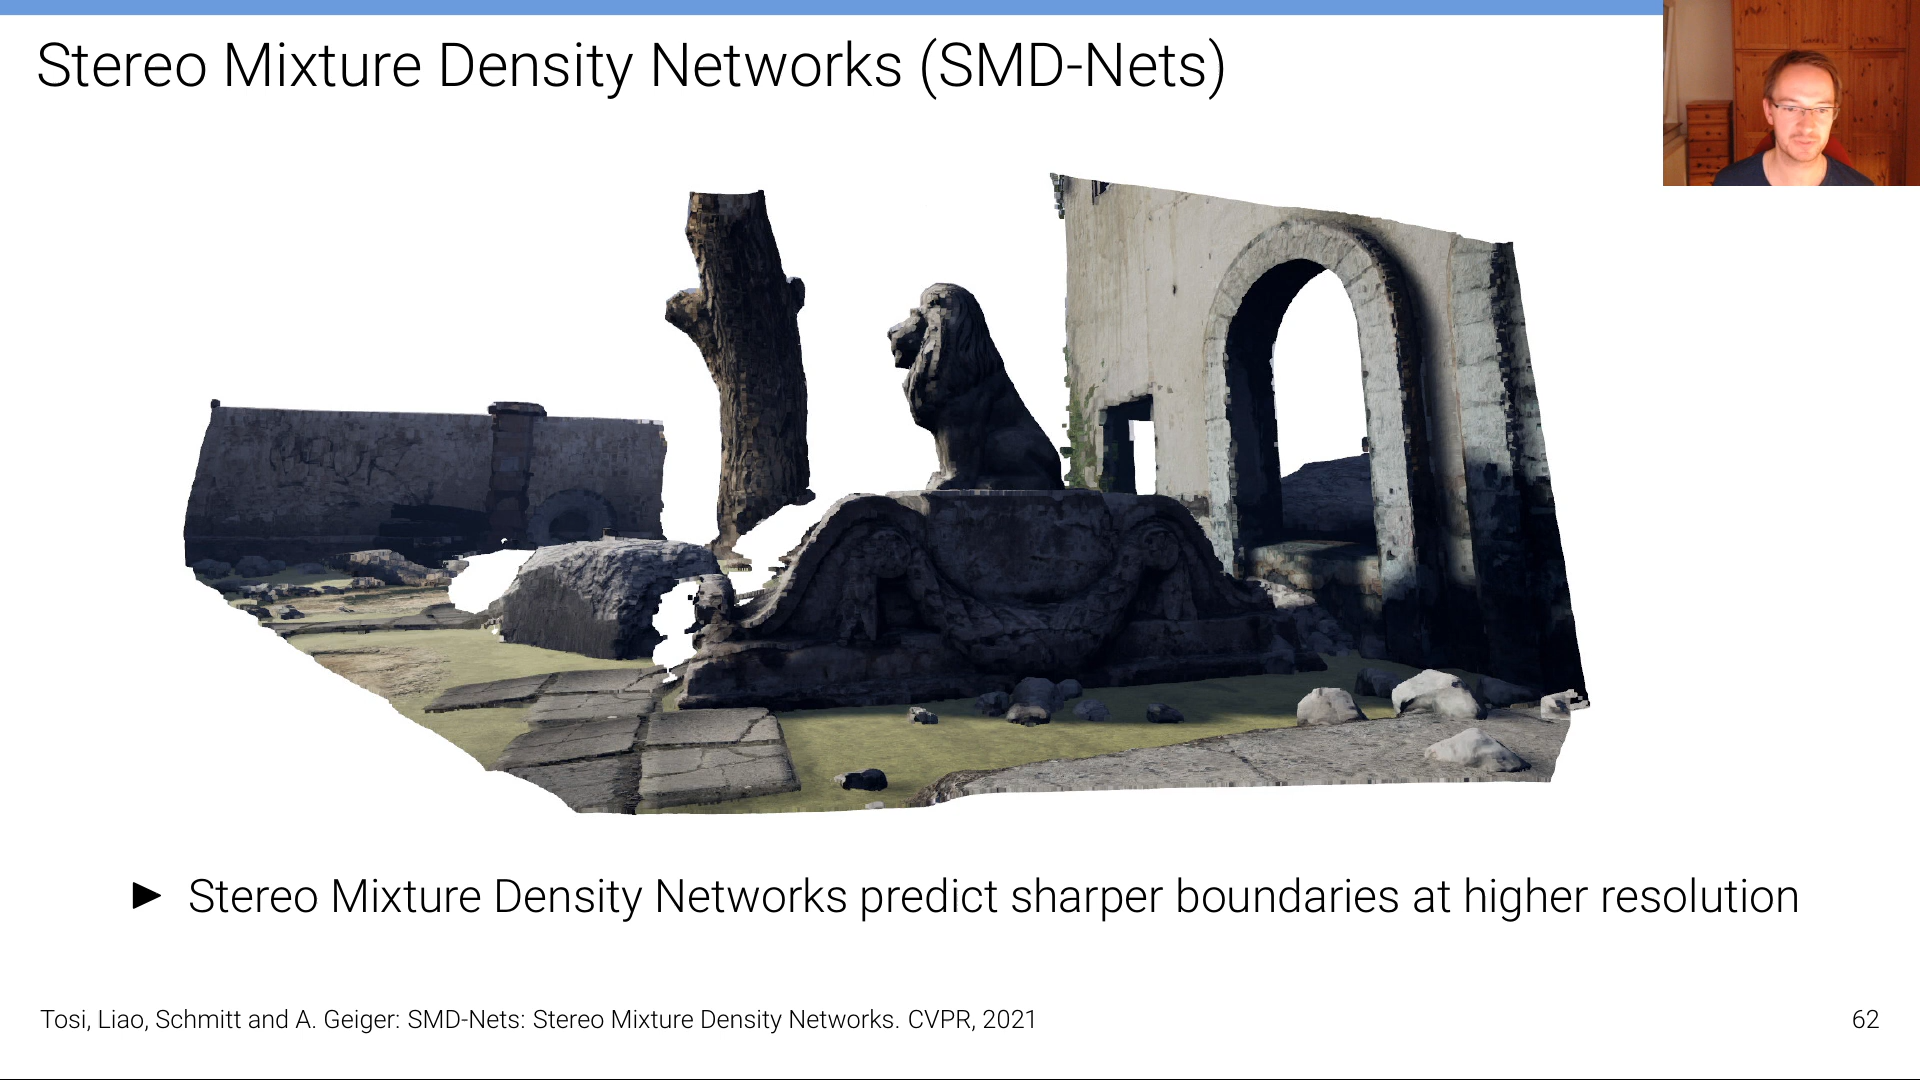 Stereo Mixture Density Networks (SMD-Nets)
► Stereo Mixture Density Networks predict sharper boundaries at higher resolution
Tosi, Liao, Schmitt and A. Geiger: SMD-Nets: Stereo Mixture Density Networks. CVPR, 2021
62